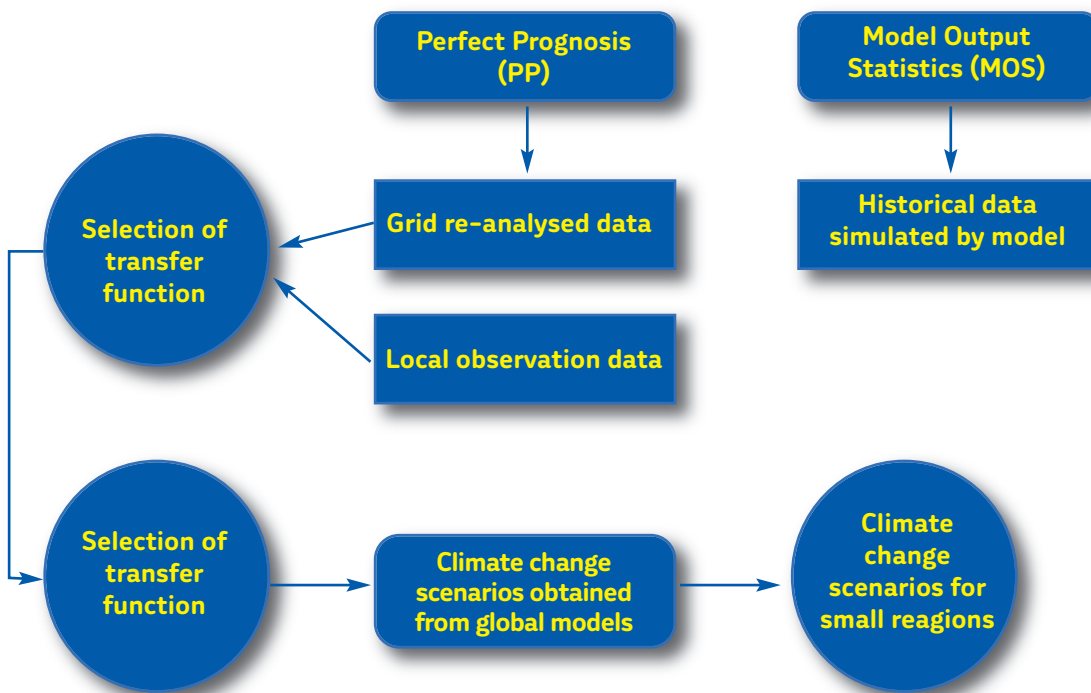 Perfect Prognosis
(PP)
Model Output
Statistics (MOS)
Selection of
transfer
function
Grid re-analysed data
Historical data
simulated by model
Local observation data
Selection of
transfer
function
Climate change
scenarios obtained
from global models
Climate
change
scenarios for
small reagions